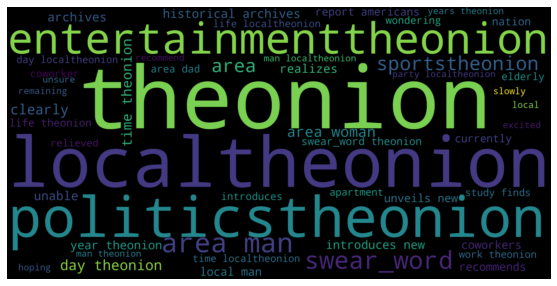 archives historical archives report americans years theonion
life localtheonion wondering nation
entertainmenttheonion
day localtheonion recommend man localtheonion sportstheonion
coworker area dad area realizes party localtheonion elderly
unsure
remaining theonion slowly
clearly time theonion local
life theonion area woman currently excited
relieved swear_word theonion
localtheonion
unable introduces apartment unveils new study finds
politicstheonion
year theonion area man introduces new coworkers
man theonion time localtheonion swear_word work theonion
day theonion local man recommends
hoping